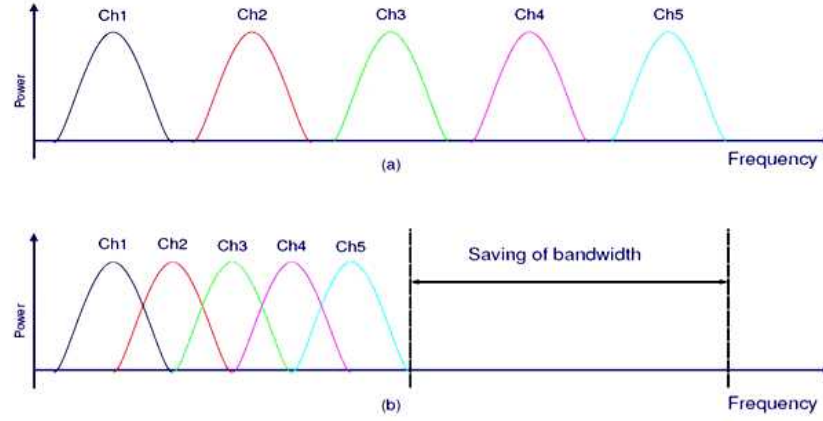 Ch1 Ch2 Ch3 Ch4 Ch5
Power
Frequency
(a)
Ch1 Ch2 Ch3 Ch4 Ch5
Saving of bandwidth
Power
Frequency
(b)